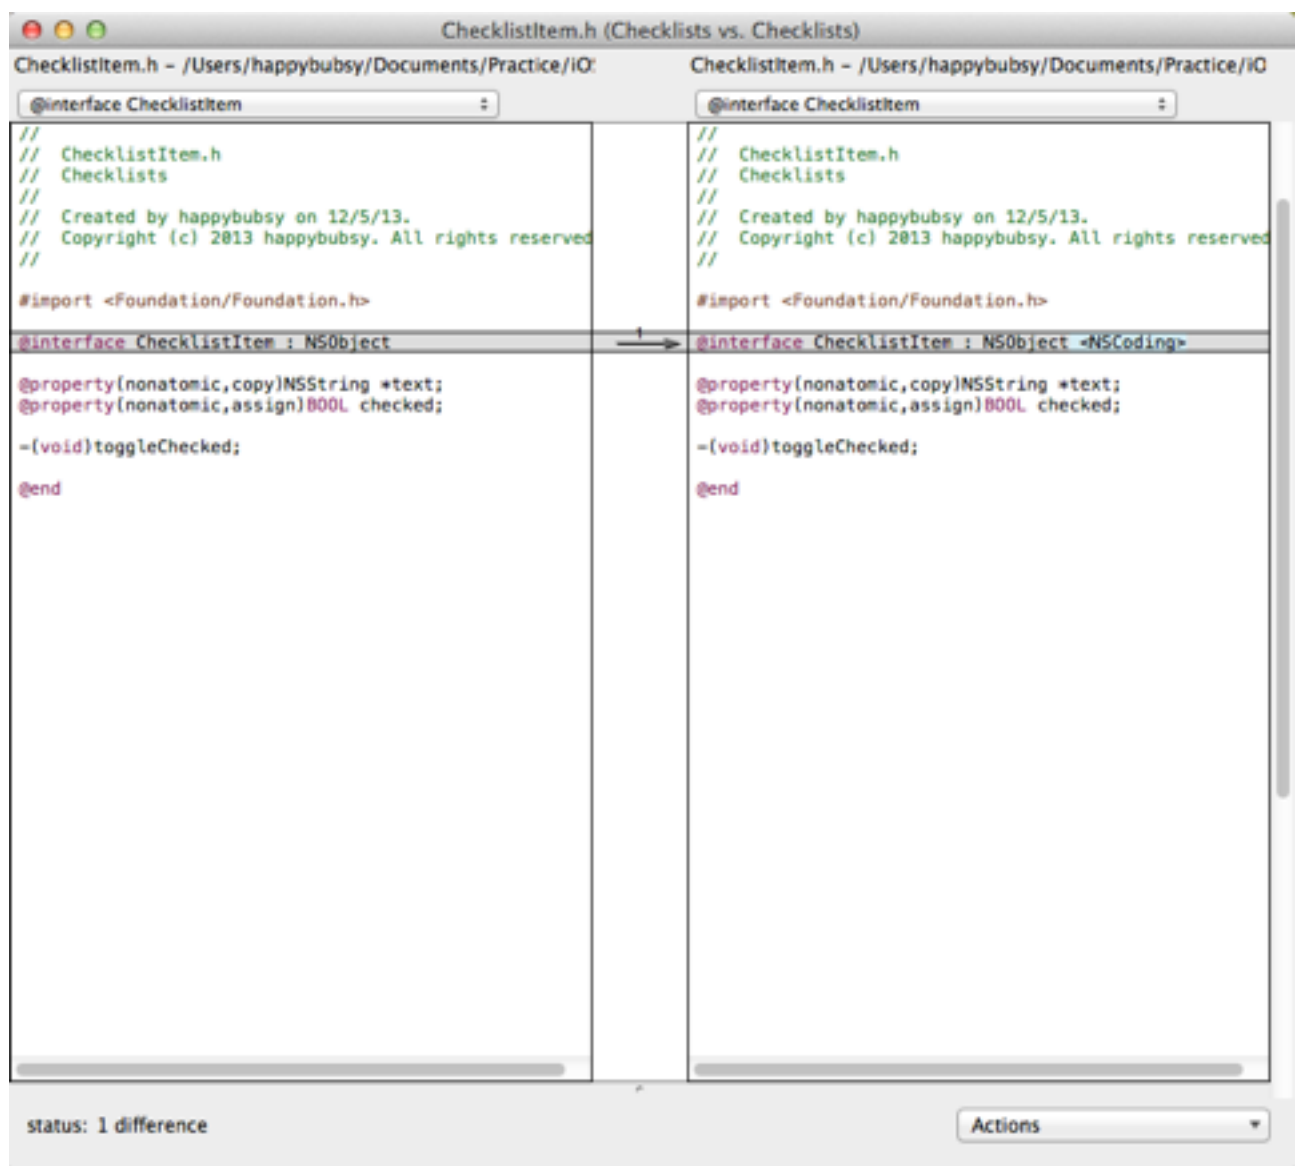 ChecklistItem.h (Checklists vs. Checklists)
ChecklistItem.h – /Users/happybubsy/Documents/Practice/iO
@interface ChecklistItem
//
//  ChecklistItem.h
//  Checklists
//
//  Created by happybubsy on 12/5/13.
//  Copyright (c) 2013 happybubsy. All rights reserved
//
#import <Foundation/Foundation.h>
@interface ChecklistItem : NSObject
@property(nonatomic,copy)NSString *text;
@property(nonatomic,assign)BOOL checked;
-(void)toggleChecked;
@end
1
ChecklistItem.h – /Users/happybubsy/Documents/Practice/iO
@interface ChecklistItem
//
//  ChecklistItem.h
//  Checklists
//
//  Created by happybubsy on 12/5/13.
//  Copyright (c) 2013 happybubsy. All rights reserved
//
#import <Foundation/Foundation.h>
@interface ChecklistItem : NSObject <NSCoding>
@property(nonatomic,copy)NSString *text;
@property(nonatomic,assign)BOOL checked;
-(void)toggleChecked;
@end
status: 1 difference
Actions